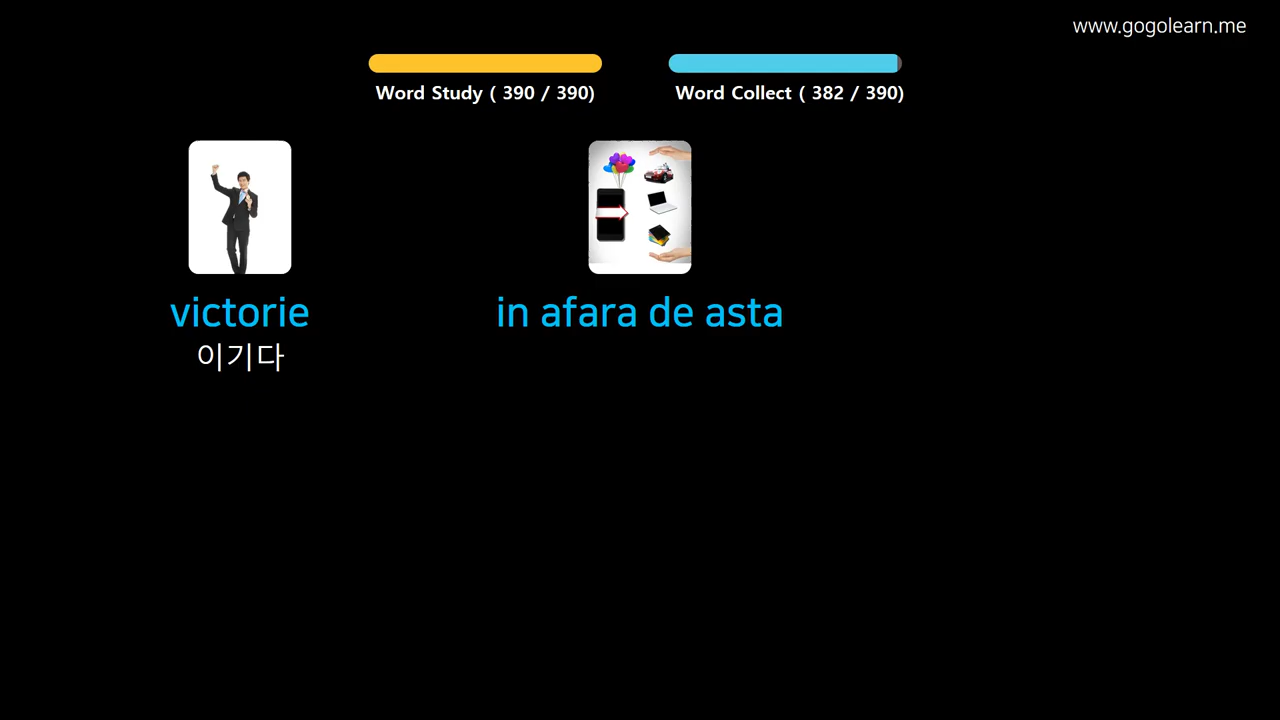 www.gogolearn.me
Word Study ( 390 / 390)
Word Collect ( 382 / 390)
victorie
이기다
in afara de asta